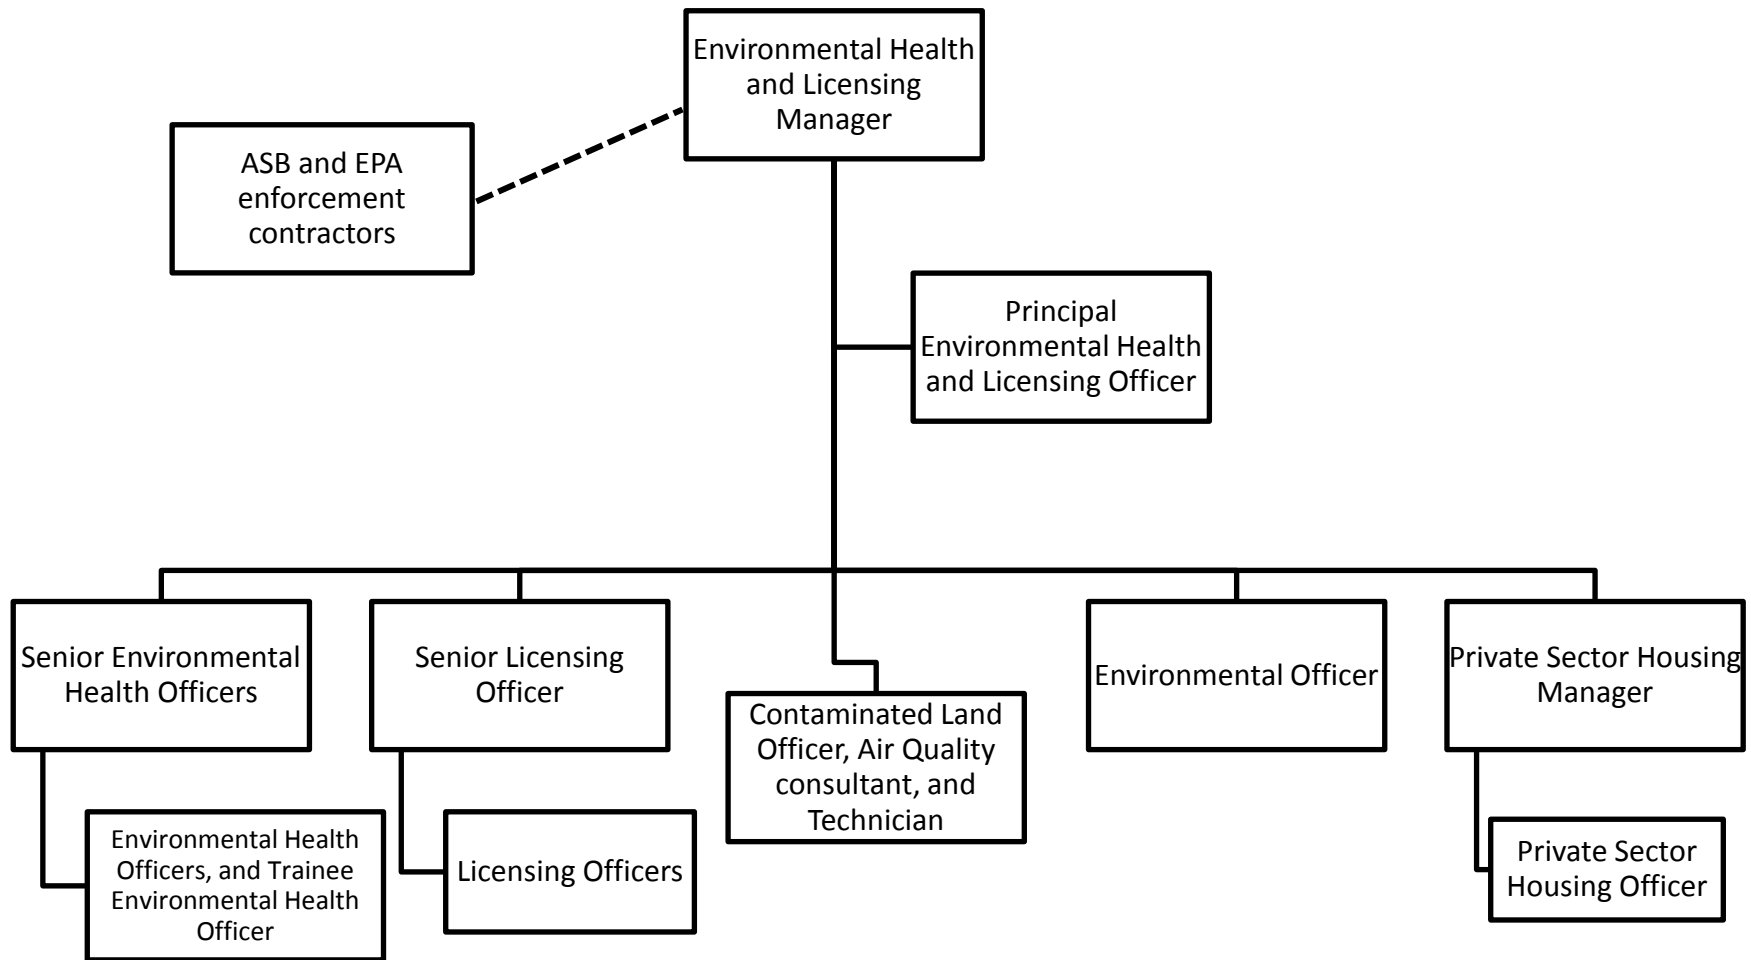 Environmental Health
and Licensing
Manager
ASB and EPA
enforcement
contractors
Principal
Environmental Health
and Licensing Officer
Senior Environmental
Health Officers
Senior Licensing
Officer
Contaminated Land
Officer, Air Quality
consultant, and
Technician
Environmental Officer
Private Sector Housing
Manager
Environmental Health
Officers, and Trainee
Environmental Health
Officer
Licensing Officers
Private Sector
Housing Officer